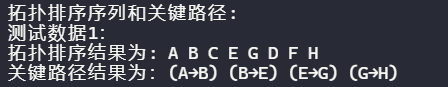 拓扑排序序列和关键路径:
测试数据1:
拓扑排序结果为: A B C E G D F H
关键路径结果为: (A→B) (B→E) (E→G) (G→H)